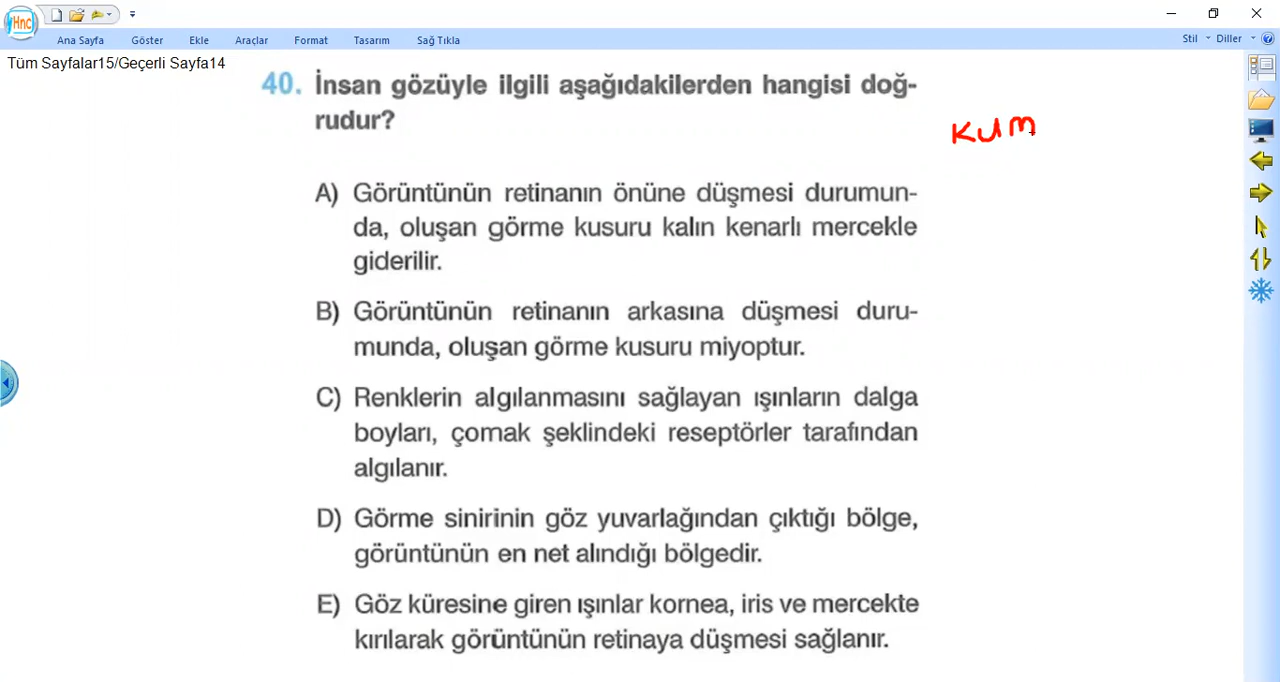 Hnc
Ana Sayfa Göster Ekle Araçlar Format Tasarım Sağ Tıkla Stil Diller
Tüm Sayfalar15/Geçerli Sayfa14
40. İnsan gözüyle ilgili aşağıdakilerden hangisi doğ-
rudur?
KUM
A) Görüntünün retinanın önüne düşmesi durumun-
da, oluşan görme kusuru kalın kenarlı mercekle
giderilir.
B) Görüntünün retinanın arkasına düşmesi duru-
munda, oluşan görme kusuru miyoptur.
C) Renklerin algılanmasını sağlayan ışınların dalga
boyları, çomak şeklindeki reseptörler tarafından
algılanır.
D) Görme sinirinin göz yuvarlağından çıktığı bölge,
görüntünün en net alındığı bölgedir.
E) Göz küresine giren ışınlar kornea, iris ve mercekte
kırılarak görüntünün retinaya düşmesi sağlanır.